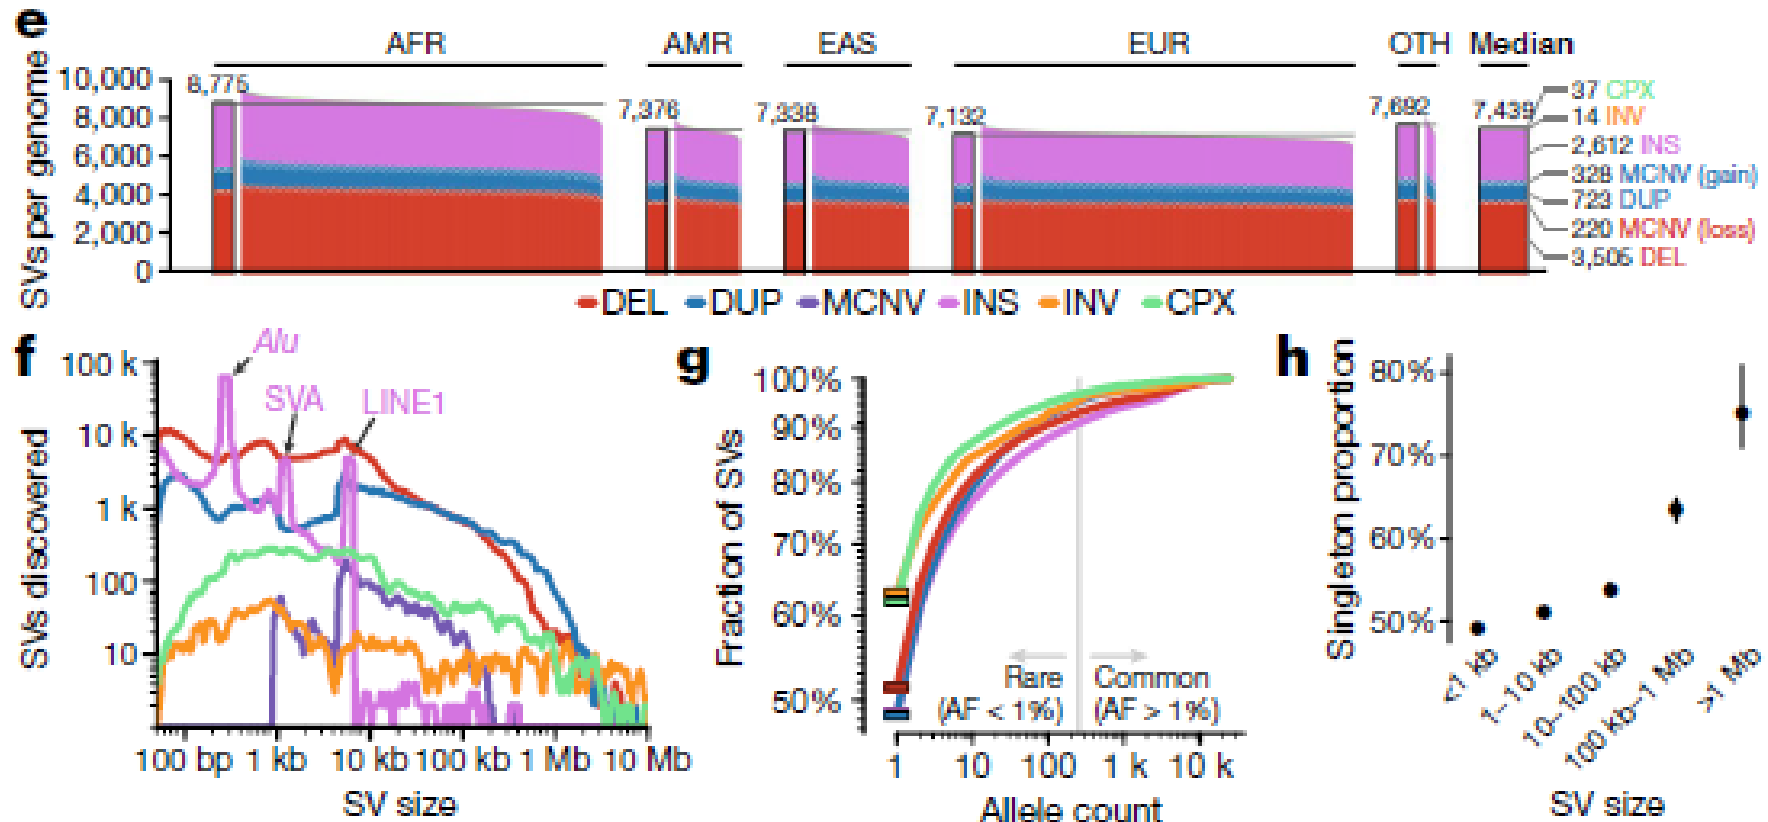 e
AFR AMR EAS EUR OTH Median
SVs per genome
10,000
8,000
6,000
4,000
2,000
0
8,775
7,376
7,338
7,132
7,692
7,439
37 CPX
14 INV
2,612 INS
328 MCNV (gain)
723 DUP
220 MCNV (loss)
3,505 DEL
DEL DUP MCNV INS INV CPX
f
SVs discovered
100 k
10 k
1 k
100
10
Alu
SVA
LINE1
100 bp 1 kb 10 kb 100 kb 1 Mb 10 Mb
SV size
g
Fraction of SVs
100%
90%
80%
70%
60%
50%
Rare
(AF < 1%)
Common
(AF > 1%)
1 10 100 1 k 10 k
Allele count
h
Singleton proportion
80%
70%
60%
50%
<1 kb
1–10 kb
10–100 kb
100 kb–1 Mb
>1 Mb
SV size